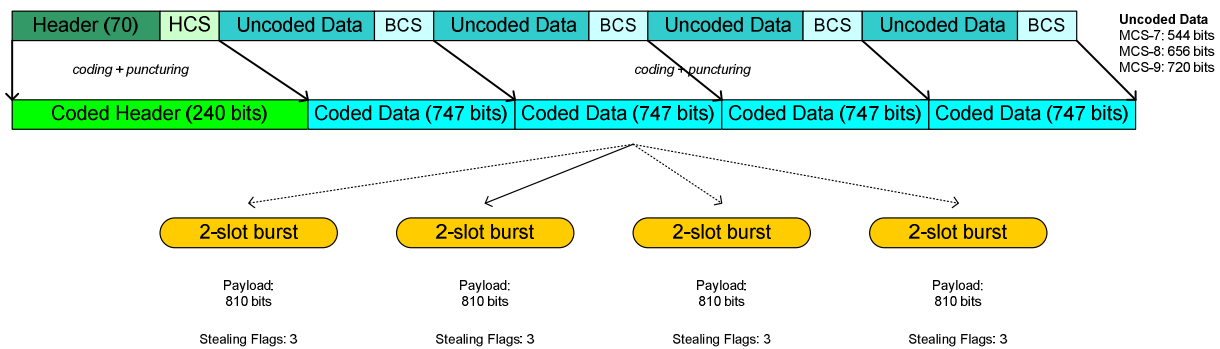 Header (70) HCS Uncoded Data BCS Uncoded Data BCS Uncoded Data BCS Uncoded Data BCS
Uncoded Data
MCS-7: 544 bits
MCS-8: 656 bits
MCS-9: 720 bits
coding + puncturing coding + puncturing
Coded Header (240 bits) Coded Data (747 bits) Coded Data (747 bits) Coded Data (747 bits) Coded Data (747 bits)
2-slot burst 2-slot burst 2-slot burst 2-slot burst
Payload: Payload: Payload: Payload:
810 bits 810 bits 810 bits 810 bits
Stealing Flags: 3 Stealing Flags: 3 Stealing Flags: 3 Stealing Flags: 3